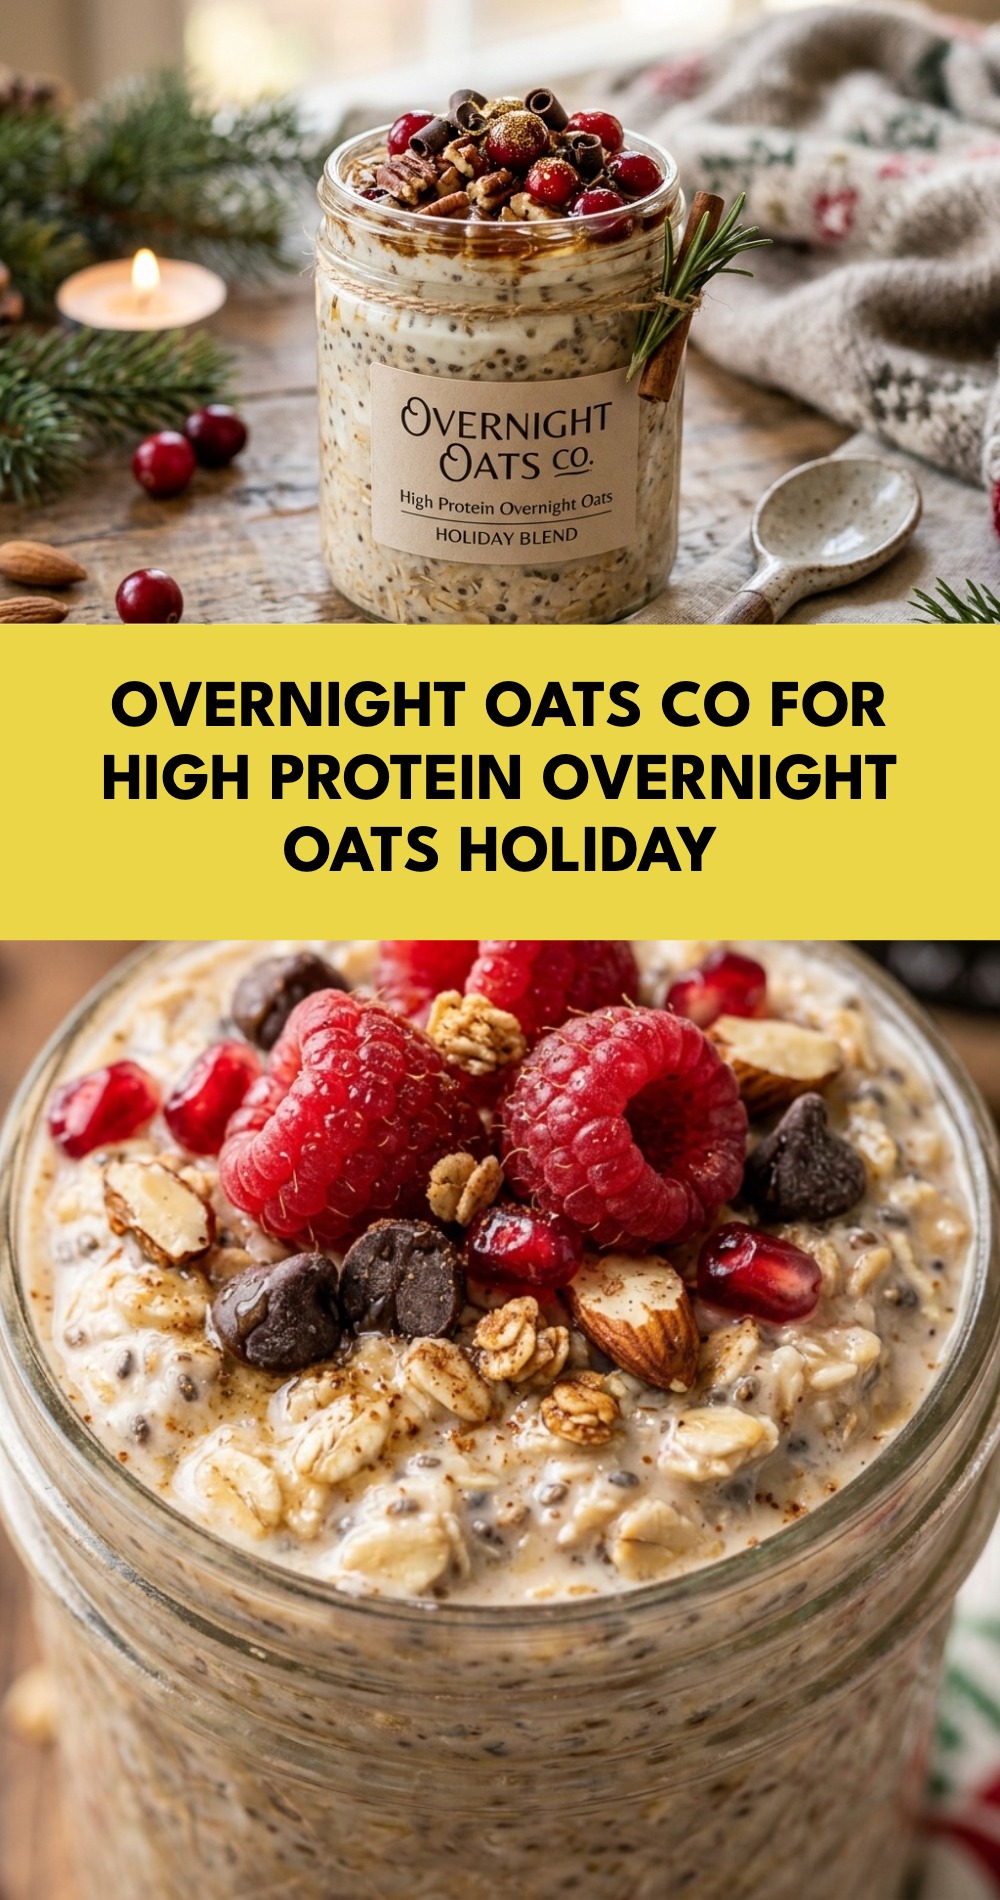 OVERNIGHT
OATS CO.
High Protein Overnight Oats
HOLIDAY BLEND
OVERNIGHT OATS CO FOR
HIGH PROTEIN OVERNIGHT
OATS HOLIDAY